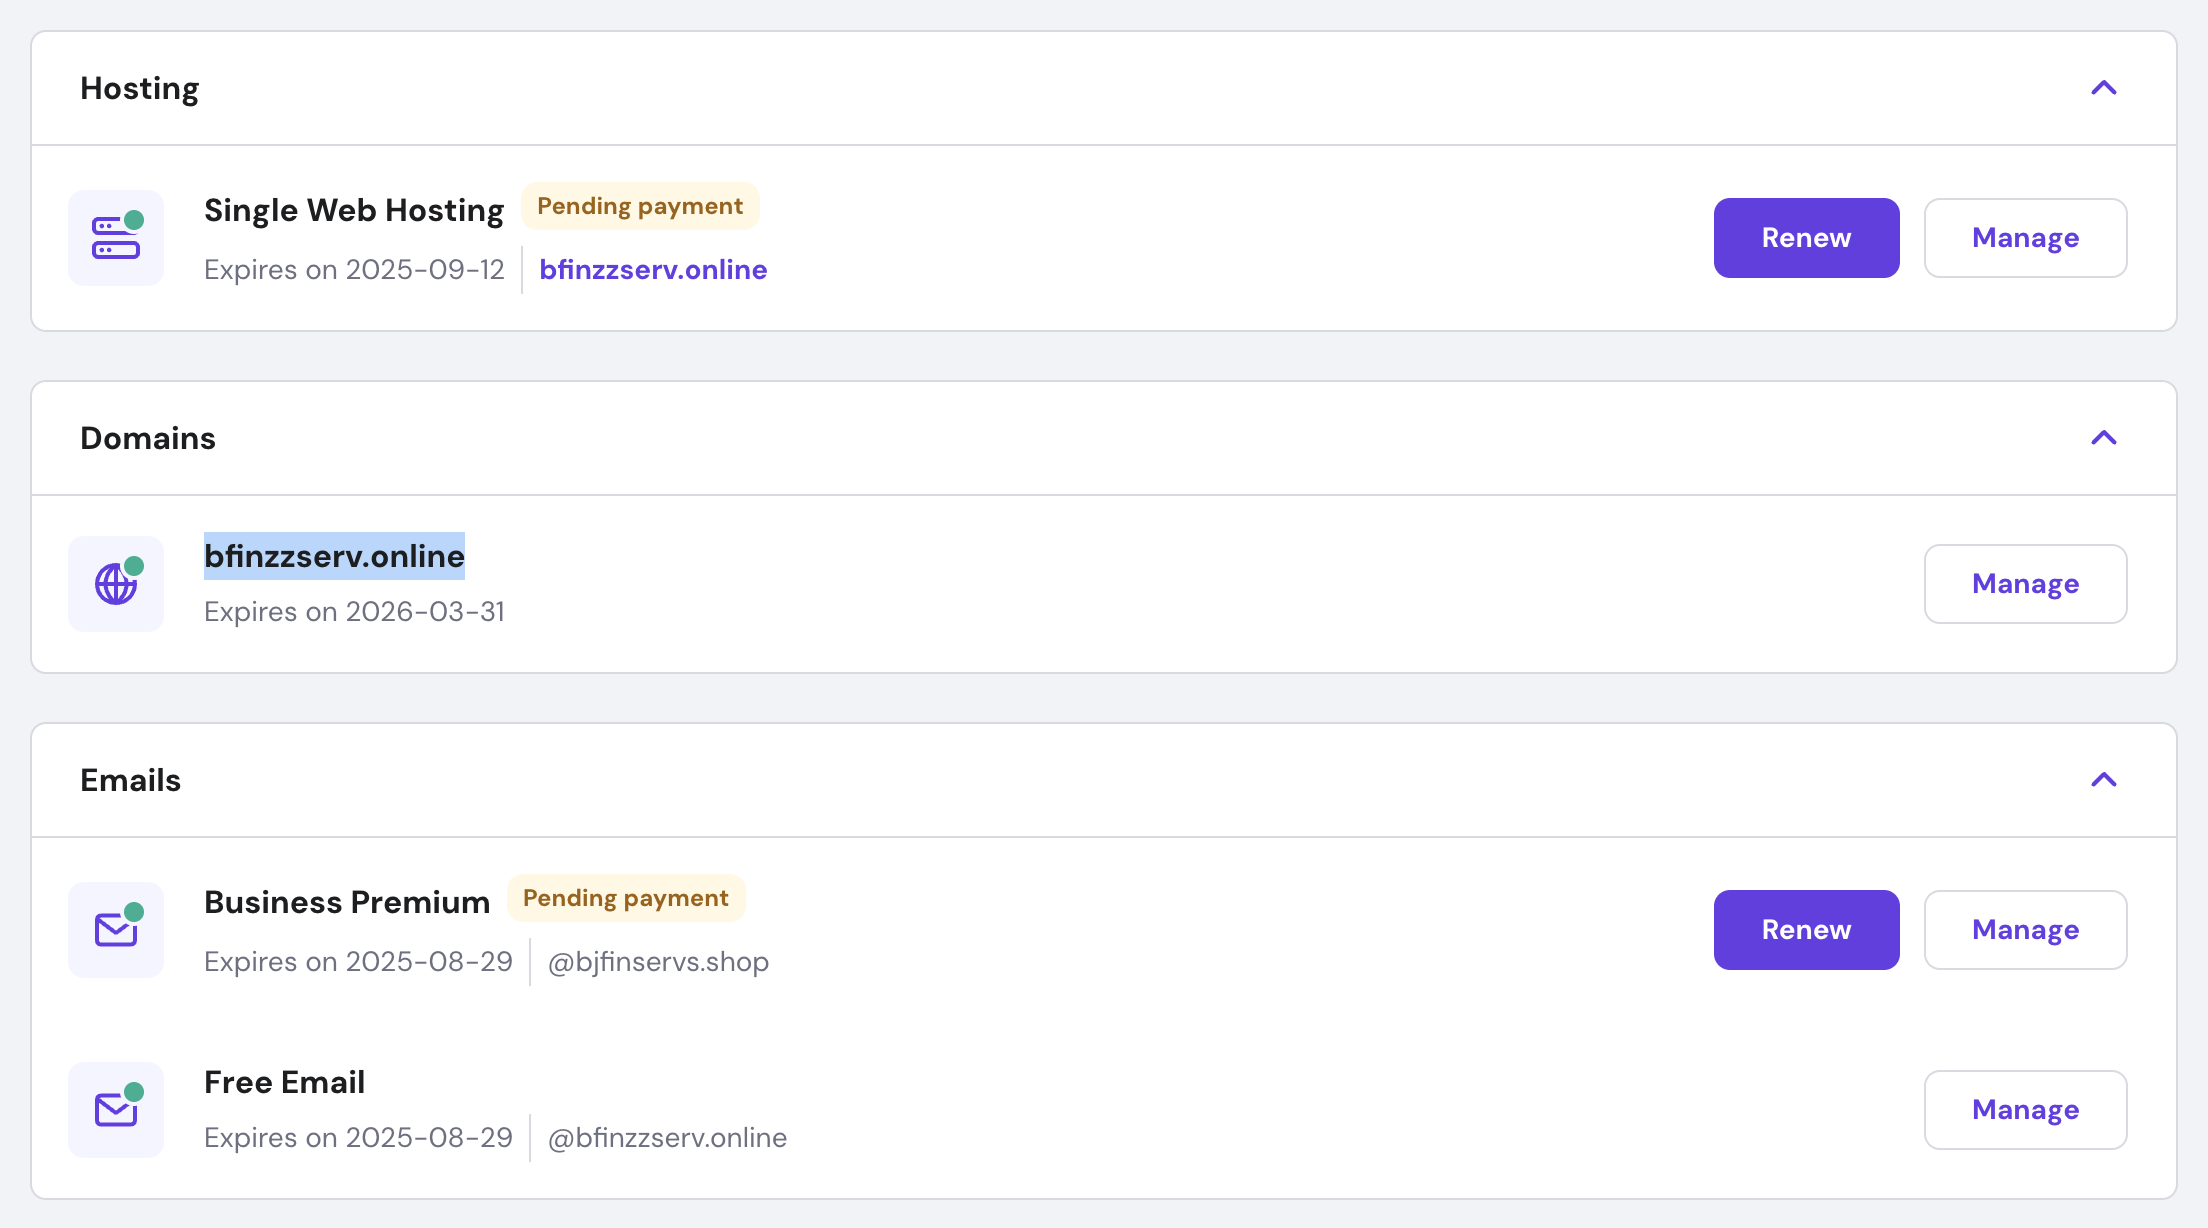 Hosting
Single Web Hosting Pending payment
Expires on 2025-09-12 bfinzzserv.online
Renew
Manage
Domains
bfinzzserv.online
Expires on 2026-03-31
Manage
Emails
Business Premium Pending payment
Expires on 2025-08-29 @bjfinservs.shop
Renew
Manage
Free Email
Expires on 2025-08-29 @bfinzzserv.online
Manage